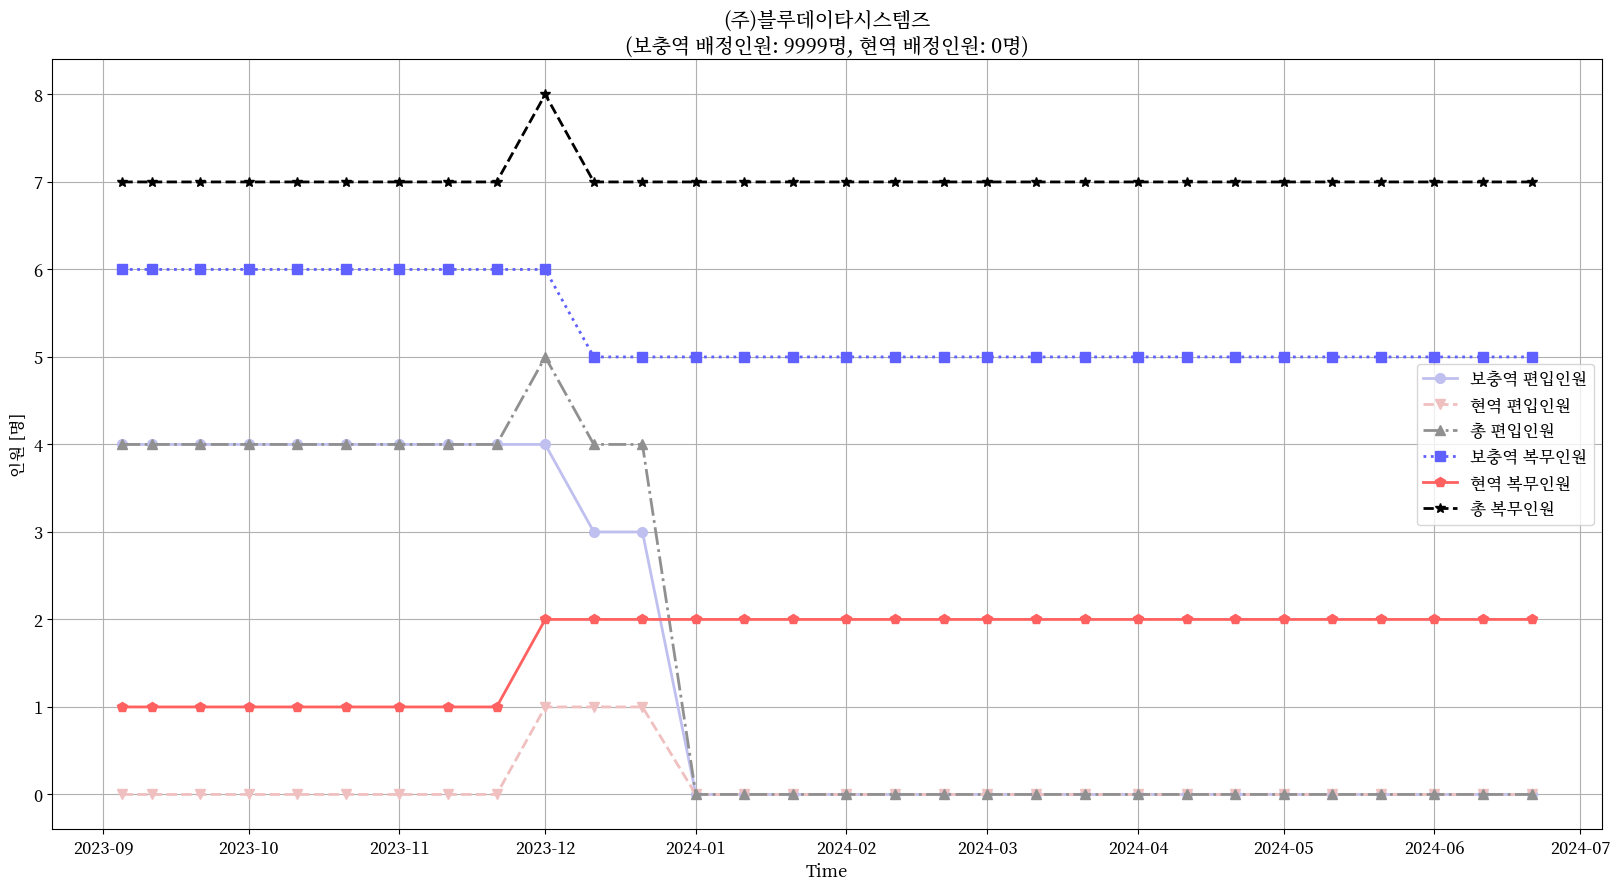 (주)블루데이타시스템즈
(보충역 배정인원: 9999명, 현역 배정인원: 0명)
8
7
6
5
4
3
2
1
0
인원 [명]
보충역 편입인원
현역 편입인원
총 편입인원
보충역 복무인원
현역 복무인원
총 복무인원
2023-09 2023-10 2023-11 2023-12 2024-01 2024-02 2024-03 2024-04 2024-05 2024-06 2024-07
Time